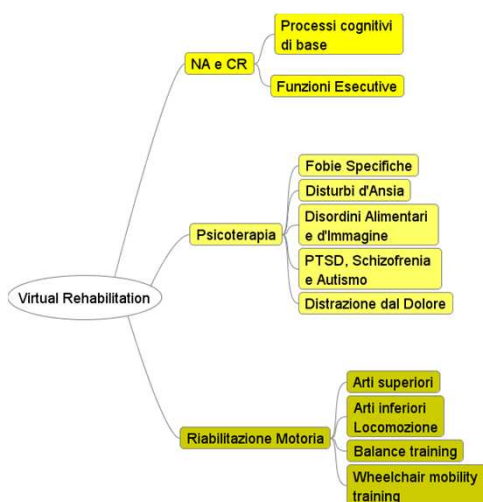 Processi cognitivi
di base
NA e CR
Funzioni Esecutive
Fobie Specifiche
Disturbi d'Ansia
Disordini Alimentari
e d'Immagine
Psicoterapia
PTSD, Schizofrenia
e Autismo
Distrazione dal Dolore
Virtual Rehabilitation
Arti superiori
Arti inferiori
Locomozione
Riabilitazione Motoria
Balance training
Wheelchair mobility
training